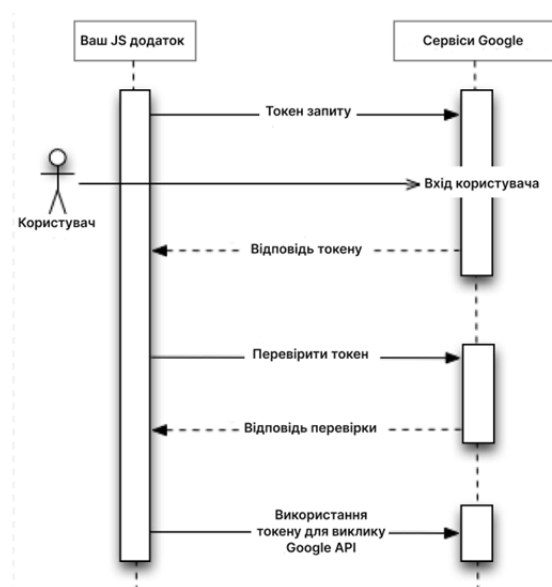 Ваш JS додаток
Сервіси Google
Токен запиту
Вхід користувача
Користувач
Відповідь токену
Перевірити токен
Відповідь перевірки
Використання
токену для виклику
Google API